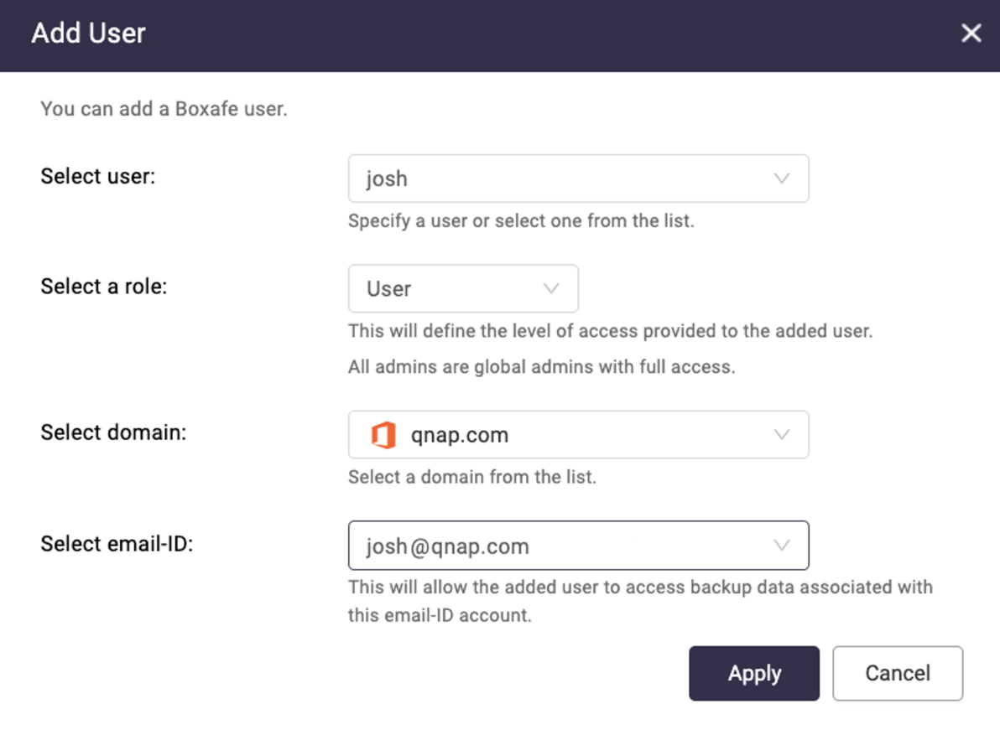 Add User
You can add a Boxafe user.
Select user:
josh
Specify a user or select one from the list.
Select a role:
User
This will define the level of access provided to the added user.
All admins are global admins with full access.
Select domain:
qnap.com
Select a domain from the list.
Select email-ID:
josh@qnap.com
This will allow the added user to access backup data associated with
this email-ID account.
Apply
Cancel